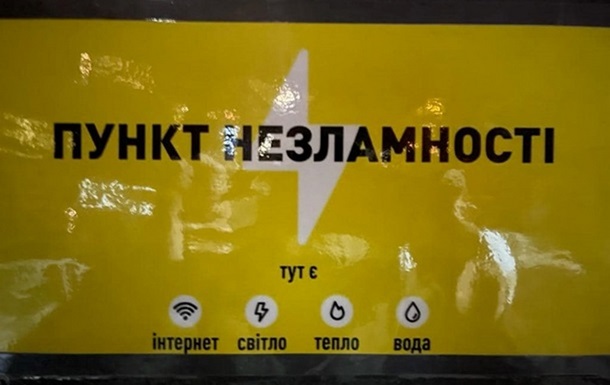 ПУНКТ НЕЗЛАМНОСТІ
тут є
інтернет світло тепло вода